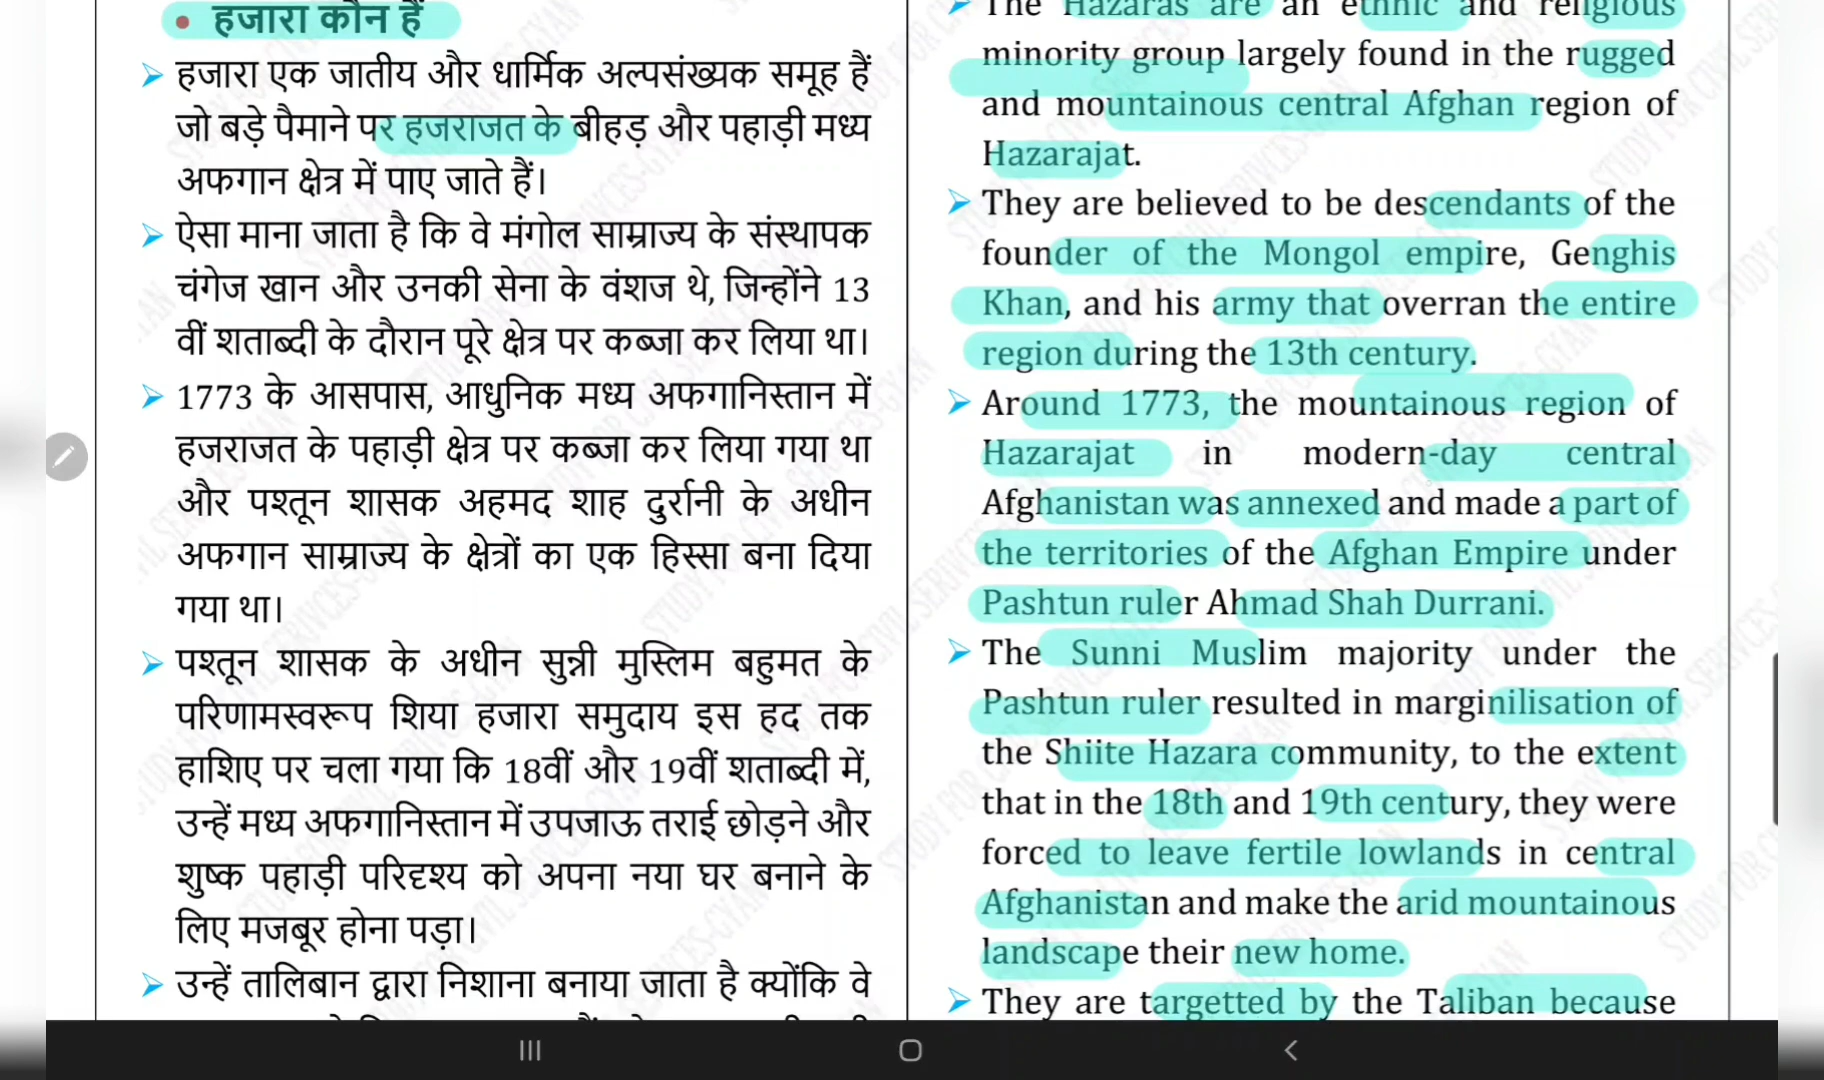 हजारा कौन हैं
हजारा एक जातीय और धार्मिक अल्पसंख्यक समूह हैं
जो बड़े पैमाने पर हजराजत के बीहड़ और पहाड़ी मध्य
अफगान क्षेत्र में पाए जाते हैं।
ऐसा माना जाता है कि वे मंगोल साम्राज्य के संस्थापक
चंगेज खान और उनकी सेना के वंशज थे, जिन्होंने 13
वीं शताब्दी के दौरान पूरे क्षेत्र पर कब्जा कर लिया था।
1773 के आसपास, आधुनिक मध्य अफगानिस्तान में
हजराजत के पहाड़ी क्षेत्र पर कब्जा कर लिया गया था
और पश्तून शासक अहमद शाह दुर्रानी के अधीन
अफगान साम्राज्य के क्षेत्रों का एक हिस्सा बना दिया
गया था।
पश्तून शासक के अधीन सुन्नी मुस्लिम बहुमत के
परिणामस्वरूप शिया हजारा समुदाय इस हद तक
हाशिए पर चला गया कि 18वीं और 19वीं शताब्दी में,
उन्हें मध्य अफगानिस्तान में उपजाऊ तराई छोड़ने और
शुष्क पहाड़ी परिदृश्य को अपना नया घर बनाने के
लिए मजबूर होना पड़ा।
उन्हें तालिबान द्वारा निशाना बनाया जाता है क्योंकि वे
The Hazaras are an ethnic and religious
minority group largely found in the rugged
and mountainous central Afghan region of
Hazarajat.
They are believed to be descendants of the
founder of the Mongol empire, Genghis
Khan, and his army that overran the entire
region during the 13th century.
Around 1773, the mountainous region of
Hazarajat in modern-day central
Afghanistan was annexed and made a part of
the territories of the Afghan Empire under
Pashtun ruler Ahmad Shah Durrani.
The Sunni Muslim majority under the
Pashtun ruler resulted in marginilisation of
the Shiite Hazara community, to the extent
that in the 18th and 19th century, they were
forced to leave fertile lowlands in central
Afghanistan and make the arid mountainous
landscape their new home.
They are targetted by the Taliban because